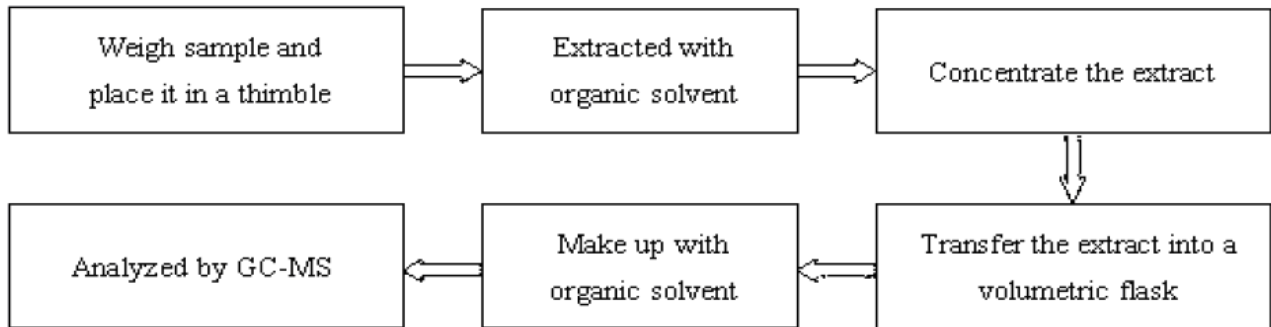 Weigh sample and
place it in a thimble
Extracted with
organic solvent
Concentrate the extract
Transfer the extract into a
volumetric flask
Make up with
organic solvent
Analyzed by GC-MS